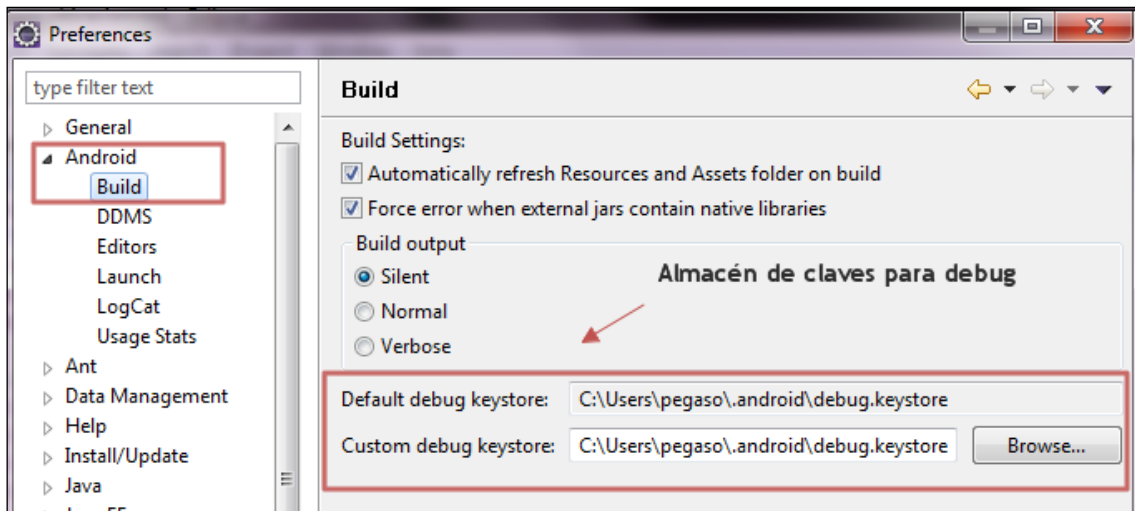 Preferences
type filter text
General
Android
Build
DDMS
Editors
Launch
LogCat
Usage Stats
Ant
Data Management
Help
Install/Update
Java
Build
Build Settings:
Automatically refresh Resources and Assets folder on build
Force error when external jars contain native libraries
Build output
Silent
Normal
Verbose
Almacén de claves para debug
Default debug keystore: C:\Users\pegaso\.android\debug.keystore
Custom debug keystore: C:\Users\pegaso\.android\debug.keystore Browse...